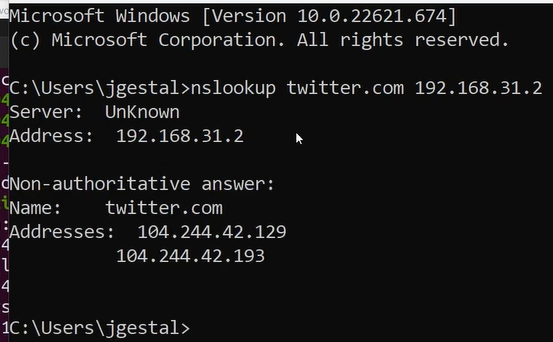 Microsoft Windows [Version 10.0.22621.674]
(c) Microsoft Corporation. All rights reserved.
C:\Users\jgestal>nslookup twitter.com 192.168.31.2
Server:  UnKnown
Address:  192.168.31.2
Non-authoritative answer:
Name:    twitter.com
Addresses:  104.244.42.129
104.244.42.193
C:\Users\jgestal>